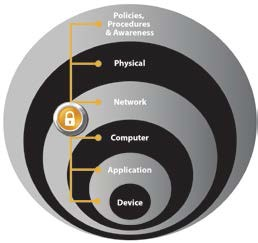 Policies,
Procedures
& Awareness
Physical
Network
Computer
Application
Device